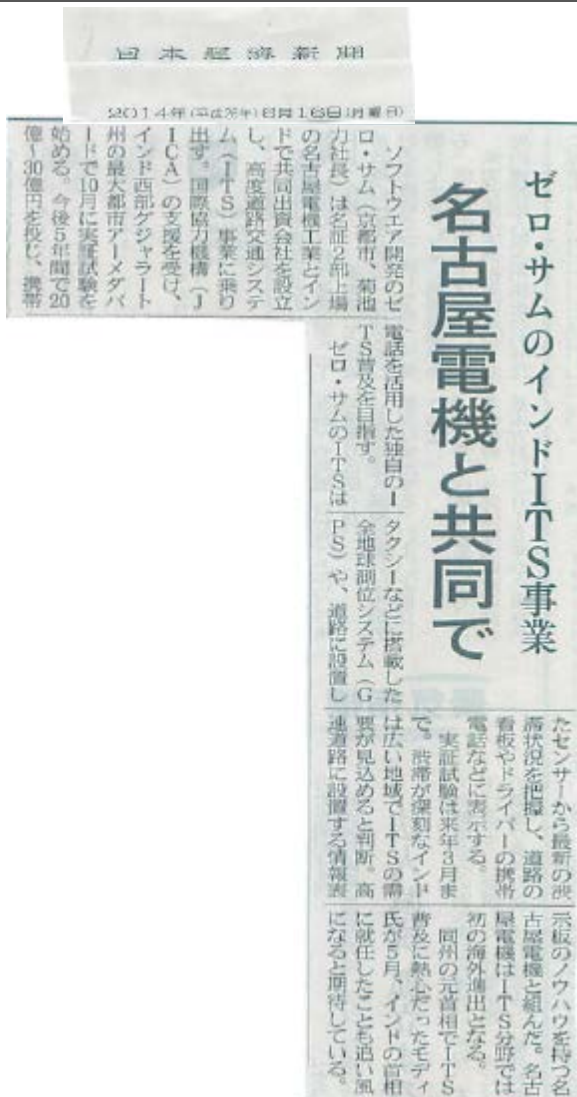 日本経済新聞
2014年(平成26年)6月16日(月曜日)
ゼロ・サムのインドITS事業
名古屋電機と共同で
ソフトウエア開発のゼ
ロ・サム(京都市、菊池
力社長)は名証2部上場
の名古屋電機工業とイン
ドで共同出資会社を設立
し、高度道路交通システ
ム(ITS)事業に乗り
出す。国際協力機構(J
ICA)の支援を受け、
インド西部グジャラート
州の最大都市アーメダバ
ードで10月に実証試験を
始める。今後5年間で20
億~30億円を投じ、携帯
電話を活用した独自のI
TS普及を目指す。
ゼロ・サムのITSは
タクシーなどに搭載した
全地球測位システム(G
PS)や、道路に設置し
たセンサーから最新の渋
滞状況を把握し、道路の
看板やドライバーの携帯
電話などに表示する。
実証試験は来年3月ま
で。渋滞が深刻なインド
は広い地域でITSの需
要が見込めると判断。高
速道路に設置する情報表
示板のノウハウを持つ名
古屋電機と組んだ。名古
屋電機はITS分野では
初の海外進出となる。
同州の元首相でITS
普及に熱心だったモディ
氏が5月、インドの首相
に就任したことも追い風
になると期待している。